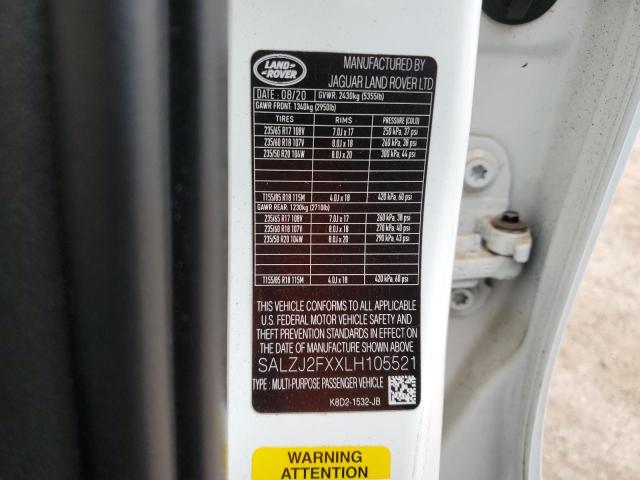 LAND-
ROVER
MANUFACTURED BY
JAGUAR LAND ROVER LTD
DATE : 08/20 GVWR: 2430kg (5355lb)
GAWR FRONT: 1340kg (2950lb)
TIRES RIMS PRESSURE (COLD)
235/65 R17 108V 7.0J x 17 250 kPa, 37 psi
235/60 R18 107V 8.0J x 18 260 kPa, 38 psi
235/50 R20 104W 8.0J x 20 300 kPa, 44 psi
T155/85 R18 115M 4.0J x 18 420 kPa, 60 psi
GAWR REAR: 1230kg (2710lb)
235/65 R17 108V 7.0J x 17 260 kPa, 38 psi
235/60 R18 107V 8.0J x 18 270 kPa, 40 psi
235/50 R20 104W 8.0J x 20 290 kPa, 43 psi
T155/85 R18 115M 4.0J x 18 420 kPa, 60 psi
THIS VEHICLE CONFORMS TO ALL APPLICABLE
U.S. FEDERAL MOTOR VEHICLE SAFETY AND
THEFT PREVENTION STANDARDS IN EFFECT ON
THE DATE OF MANUFACTURE SHOWN ABOVE
SALZJ2FXXLH105521
TYPE : MULTI-PURPOSE PASSENGER VEHICLE
K8D2-1532-JB
WARNING
ATTENTION